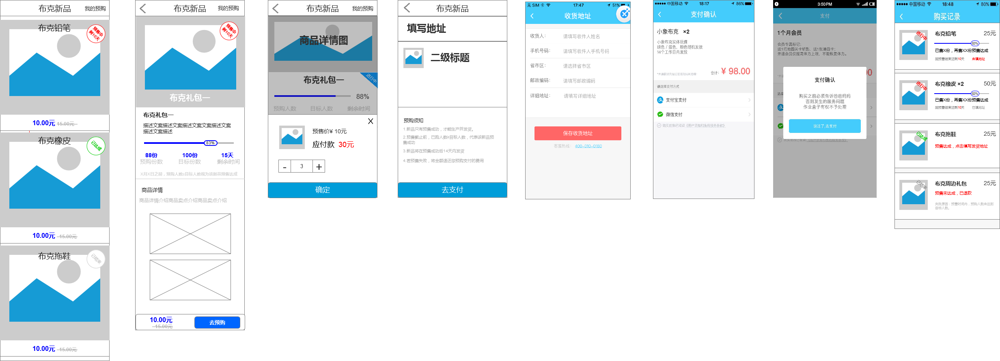 布克新品
我的预购
布克铅笔
预售中
剩10天
10.00元 15.00元
布克橡皮
已达成
10.00元 15.00元
布克拖鞋
已结束
10.00元 15.00元
布克新品
我的预购
预售中
剩10天
布克礼包一
布克礼包一
描述文案描述文案描述文案文案描述文案
描述文案描述
83%
88份 100份 15天
预购份数 目标份数 剩余时间
X月X日之前，预购人数≥目标人数视为该新品预售达成
商品详情
商品详情介绍商品卖点介绍商品卖点介绍
10.00元
15.00元
去预购
布克新品
我的预购
商品详情图
进行中
布克礼包一
88%
预购人数 目标人数 剩余时间
X
预售价¥ 10元
应付款 30元
- 3 +
确定
布克新品
填写地址
二级标题
预购须知
1.新品只有预售成功，才能生产并发货。
2.预售截止前，已购人数≥目标人数，代表该新品预
售成功
3.新品将在预售成功后14天内发货
4.若预售失败，将全额退还您预购支付的费用
去支付
无 SIM 卡 17:47 51%
收货地址
收货人： 请填写收件人姓名
手机号码： 请填写收件人手机号码
省市区： 请选择省市区
邮政编码： 请填写邮政编码
详细地址： 请填写详细地址
保存收货地址
客服热线： 400-010-0180
中国移动 18:17 86%
支付确认
小象布克 ×2
小象布克实体玩偶
绿色 / 蓝色，颜色随机发放
14个工作日内发放
合计：¥ 98.00
请选择支付方式
支付宝支付
微信支付
购买前我已阅读《用户须知和售后服务条款》
3:50PM
支付
1个月会员
会员专属标记；
送1把地图关卡钥匙，送1张漫画卡；
开通会员仅提高体力上限，不能恢复体力。
支付确认
购买之前必须告诉爸爸妈妈
否则发生的服务问题
作业盒子有权不予处理
说过了,去支付
中国移动 18:48 80%
购买记录
进行中
布克铅笔 25元
83%
已售X份，再售XX份预售达成
距预售结束还剩10天 未填地址
进行中
布克橡皮 ×2 50元
83%
已售X份，再售XX份预售达成
距预售结束还剩10天 已填地址
已达成
布克拖鞋 25元
预售达成，点击填写发货地址
已结束
布克周边礼包 25元
预售未达成，已退款
失败原因：预售时间内，预购人数未达到
目标人数。